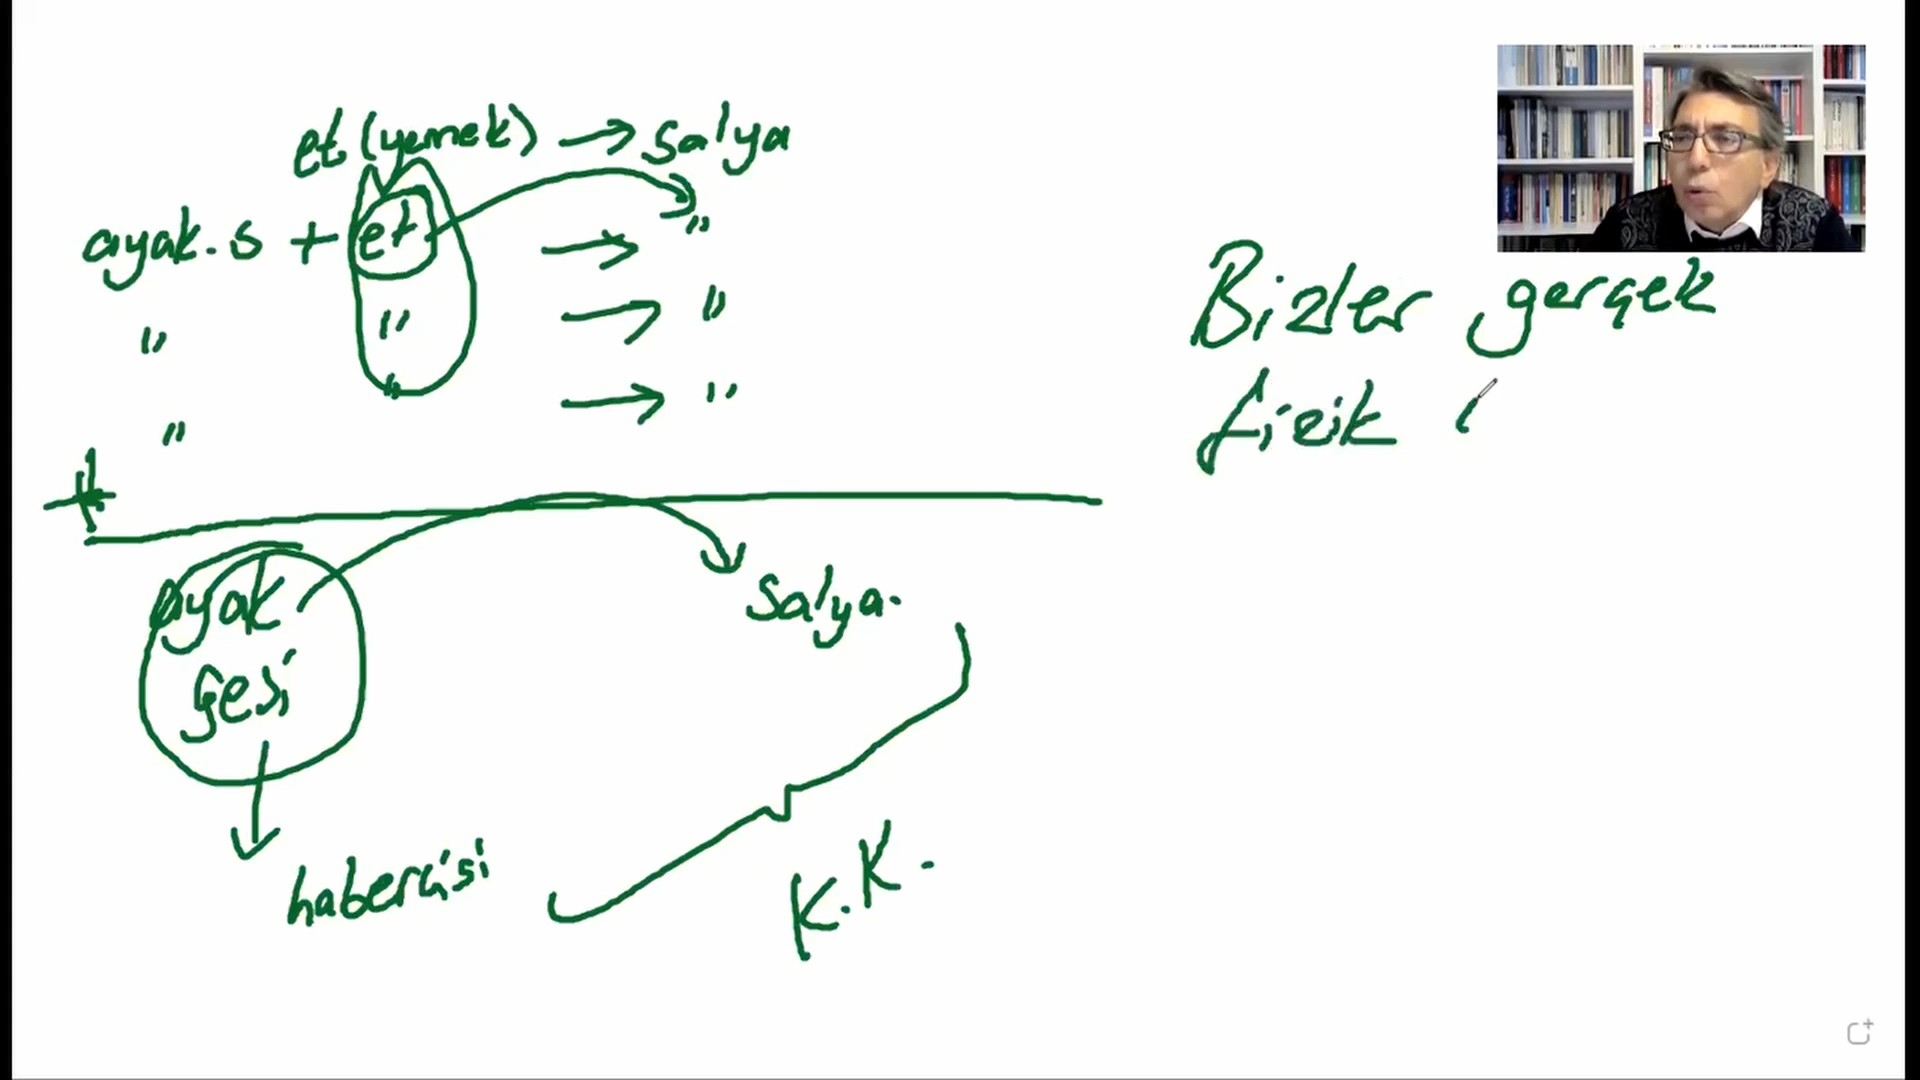 et (yemek) → Salya
ayak.s + et → "
" " → "
" " → "
ayak → Salya.
sesi
habercisi
K.K.
Bizler gerçek
fizik